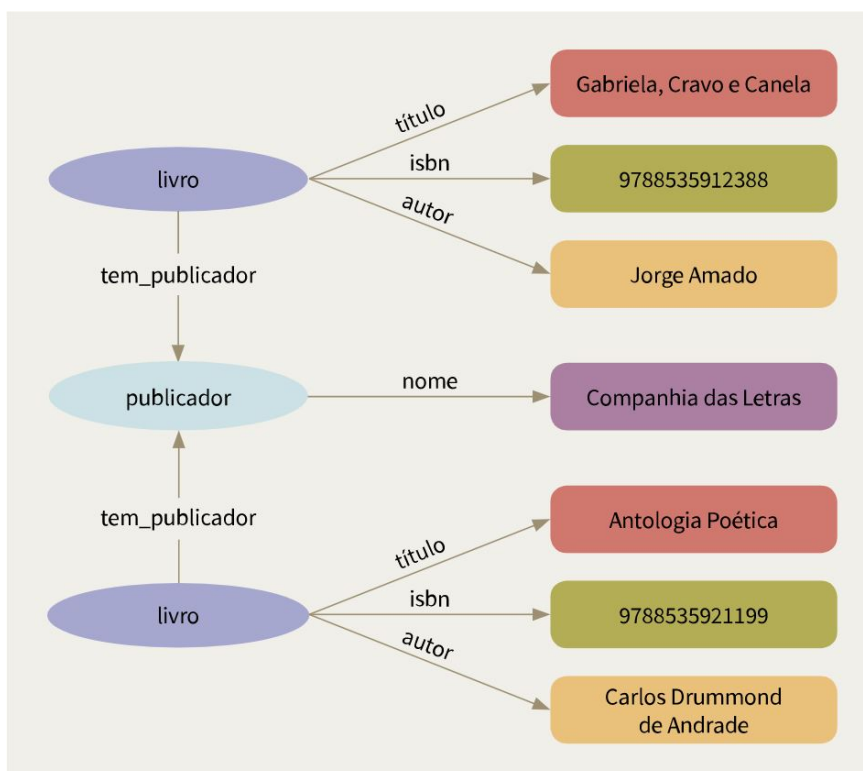 Gabriela, Cravo e Canela
título
livro
isbn
9788535912388
autor
Jorge Amado
tem_publicador
publicador
nome
Companhia das Letras
tem_publicador
Antologia Poética
título
livro
isbn
9788535921199
autor
Carlos Drummond
de Andrade